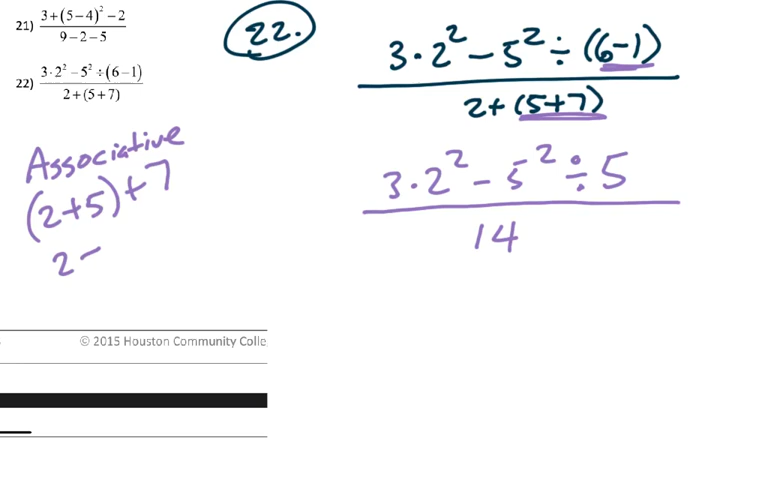 21) \frac{3+(5-4)^2-2}{9-2-5}
22) \frac{3·2^2-5^2÷(6-1)}{2+(5+7)}
Associative
(2+5)+7
2-
© 2015 Houston Community Colle
22.
3·2^2-5^2÷(6-1)
2+(5+7)
3·2^2-5^2÷5
14